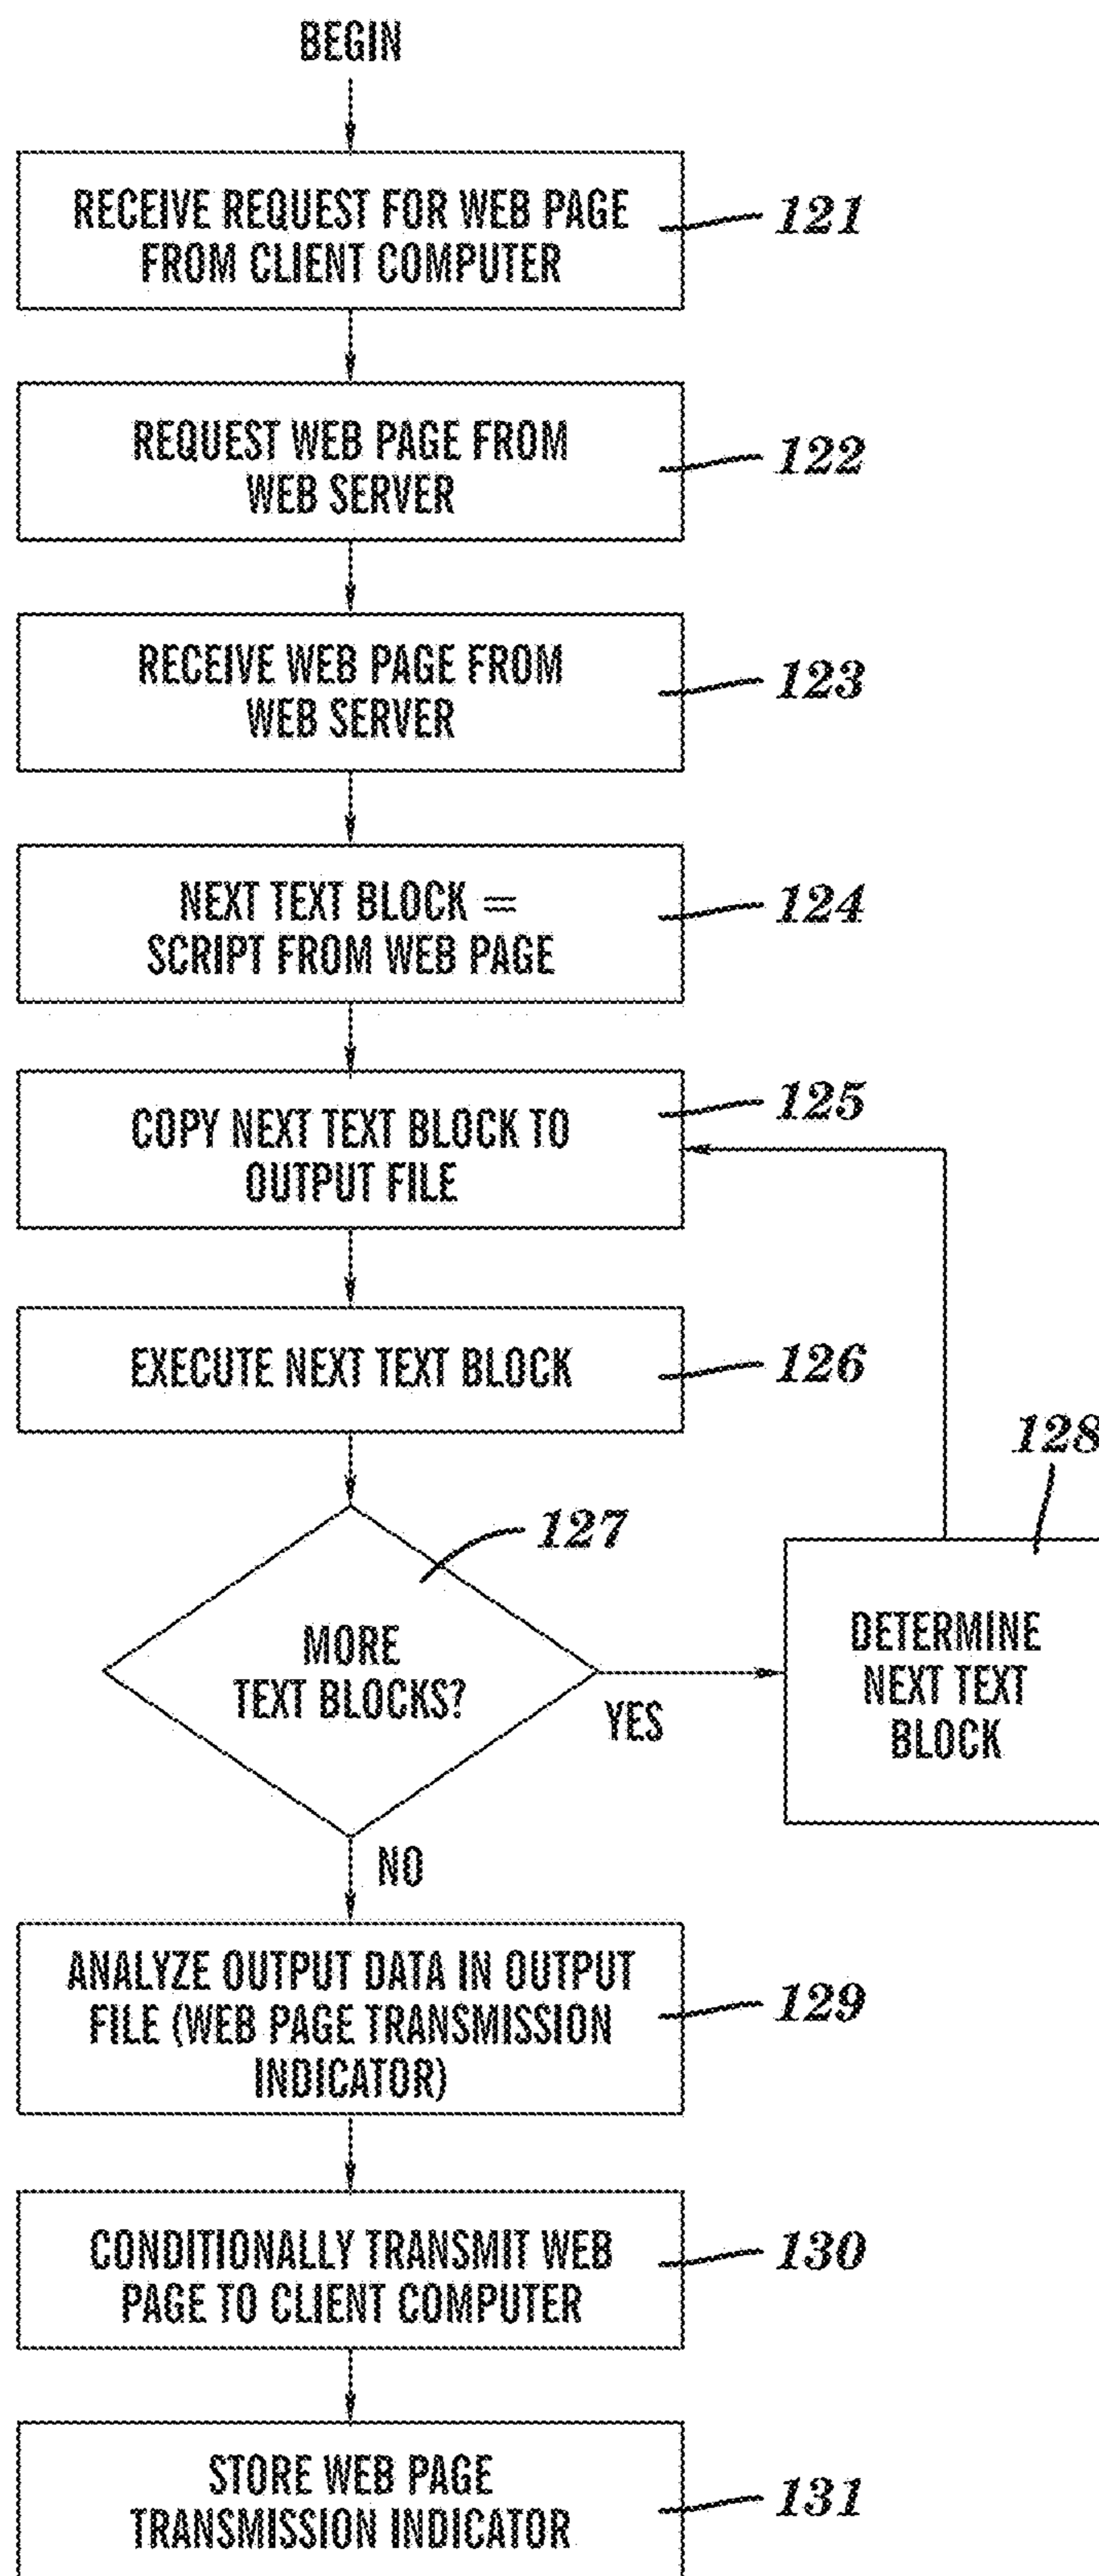 BEGIN
RECEIVE REQUEST FOR WEB PAGE
FROM CLIENT COMPUTER
121
REQUEST WEB PAGE FROM
WEB SERVER
122
RECEIVE WEB PAGE FROM
WEB SERVER
123
NEXT TEXT BLOCK =
SCRIPT FROM WEB PAGE
124
COPY NEXT TEXT BLOCK TO
OUTPUT FILE
125
EXECUTE NEXT TEXT BLOCK
126
MORE
TEXT BLOCKS?
127
YES
DETERMINE
NEXT TEXT
BLOCK
128
NO
ANALYZE OUTPUT DATA IN OUTPUT
FILE (WEB PAGE TRANSMISSION
INDICATOR)
129
CONDITIONALLY TRANSMIT WEB
PAGE TO CLIENT COMPUTER
130
STORE WEB PAGE
TRANSMISSION INDICATOR
131